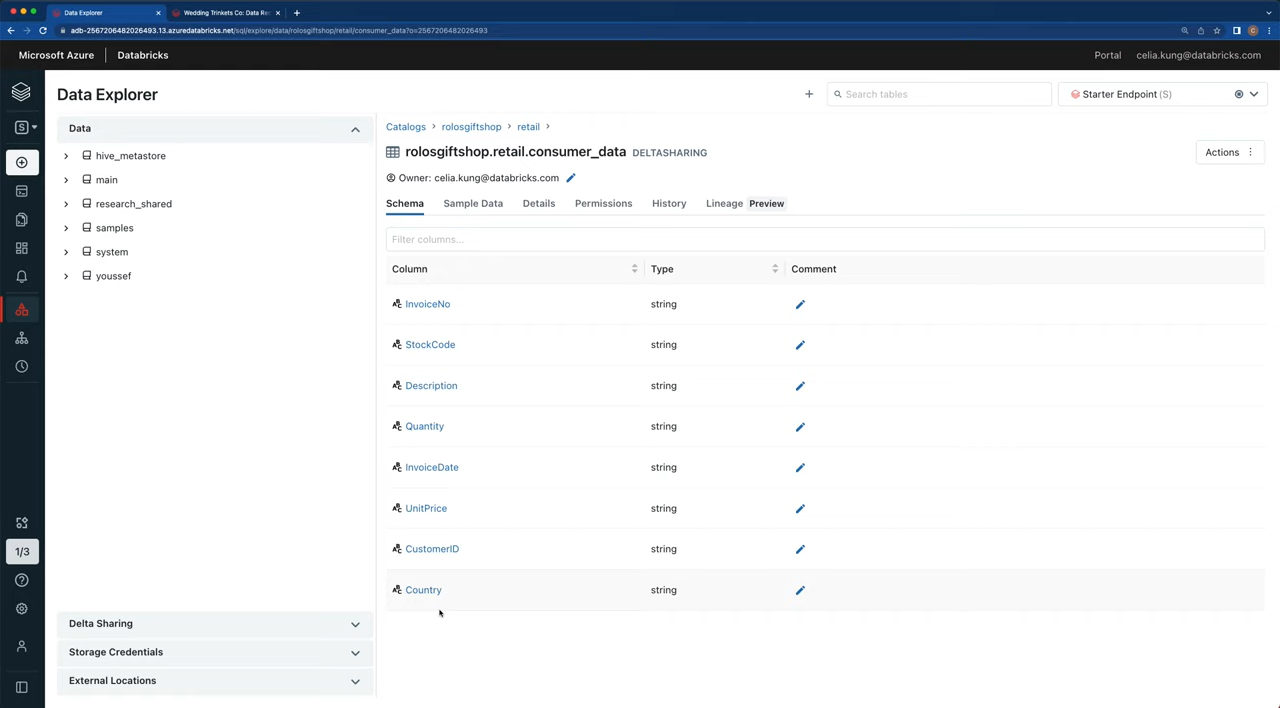 Data Explorer
Wedding Trinkets Co: Data Re
adb-2567206482026493.13.azuredatabricks.net/sql/explore/data/rolosgiftshop/retail/consumer_data?o=2567206482026493
Microsoft Azure
Databricks
Portal
celia.kung@databricks.com
Data Explorer
Search tables
Starter Endpoint (S)
Data
hive_metastore
main
research_shared
samples
system
youssef
Delta Sharing
Storage Credentials
External Locations
S
1/3
Catalogs > rolosgiftshop > retail >
rolosgiftshop.retail.consumer_data DELTASHARING
Actions
Owner: celia.kung@databricks.com
Schema Sample Data Details Permissions History Lineage Preview
Filter columns...
Column Type Comment
InvoiceNo string
StockCode string
Description string
Quantity string
InvoiceDate string
UnitPrice string
CustomerID string
Country string